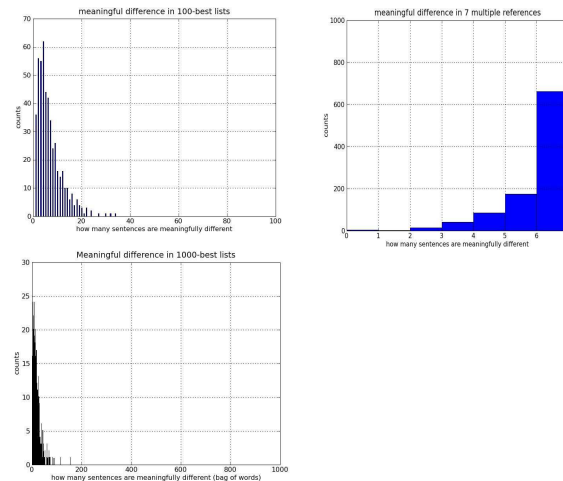 meaningful difference in 100-best lists
70
60
50
40
30
20
10
0
counts
0 20 40 60 80 100
how many sentences are meaningfully different
meaningful difference in 7 multiple references
1000
800
600
400
200
0
counts
0 1 2 3 4 5 6
how many sentences are meaningfully different
Meaningful difference in 1000-best lists
30
25
20
15
10
5
0
counts
0 200 400 600 800 1000
how many sentences are meaningfully different (bag of words)